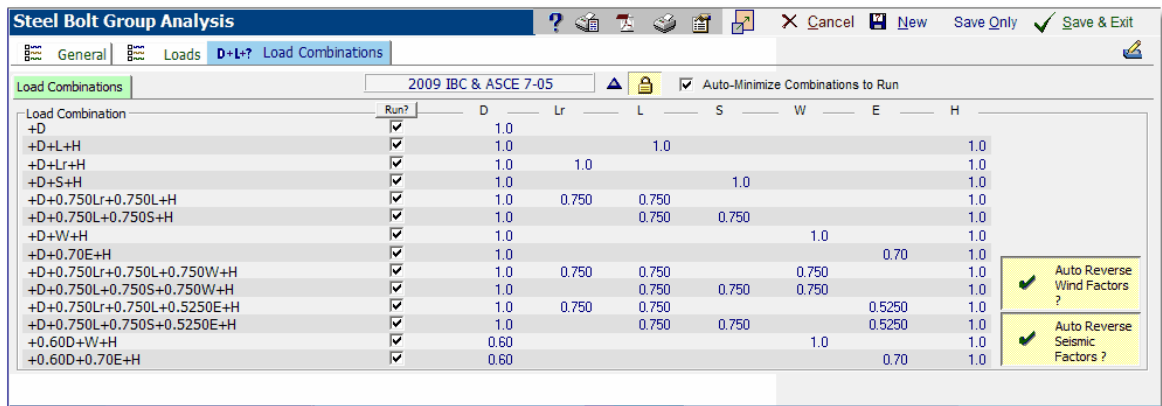 Steel Bolt Group Analysis ? Cancel New Save Only Save & Exit
General Loads D+L+? Load Combinations
Load Combinations 2009 IBC & ASCE 7-05 Auto-Minimize Combinations to Run
Load Combination Run? D Lr L S W E H
+D 1.0
+D+L+H 1.0 1.0 1.0
+D+Lr+H 1.0 1.0 1.0
+D+S+H 1.0 1.0 1.0
+D+0.750Lr+0.750L+H 1.0 0.750 0.750 1.0
+D+0.750L+0.750S+H 1.0 0.750 0.750 1.0
+D+W+H 1.0 1.0 1.0
+D+0.70E+H 1.0 0.70 1.0
+D+0.750Lr+0.750L+0.750W+H 1.0 0.750 0.750 0.750 1.0
+D+0.750L+0.750S+0.750W+H 1.0 0.750 0.750 0.750 1.0
+D+0.750Lr+0.750L+0.5250E+H 1.0 0.750 0.750 0.5250 1.0
+D+0.750L+0.750S+0.5250E+H 1.0 0.750 0.750 0.5250 1.0
+0.60D+W+H 0.60 1.0 1.0
+0.60D+0.70E+H 0.60 0.70 1.0
Auto Reverse
Wind Factors
?
Auto Reverse
Seismic
Factors ?